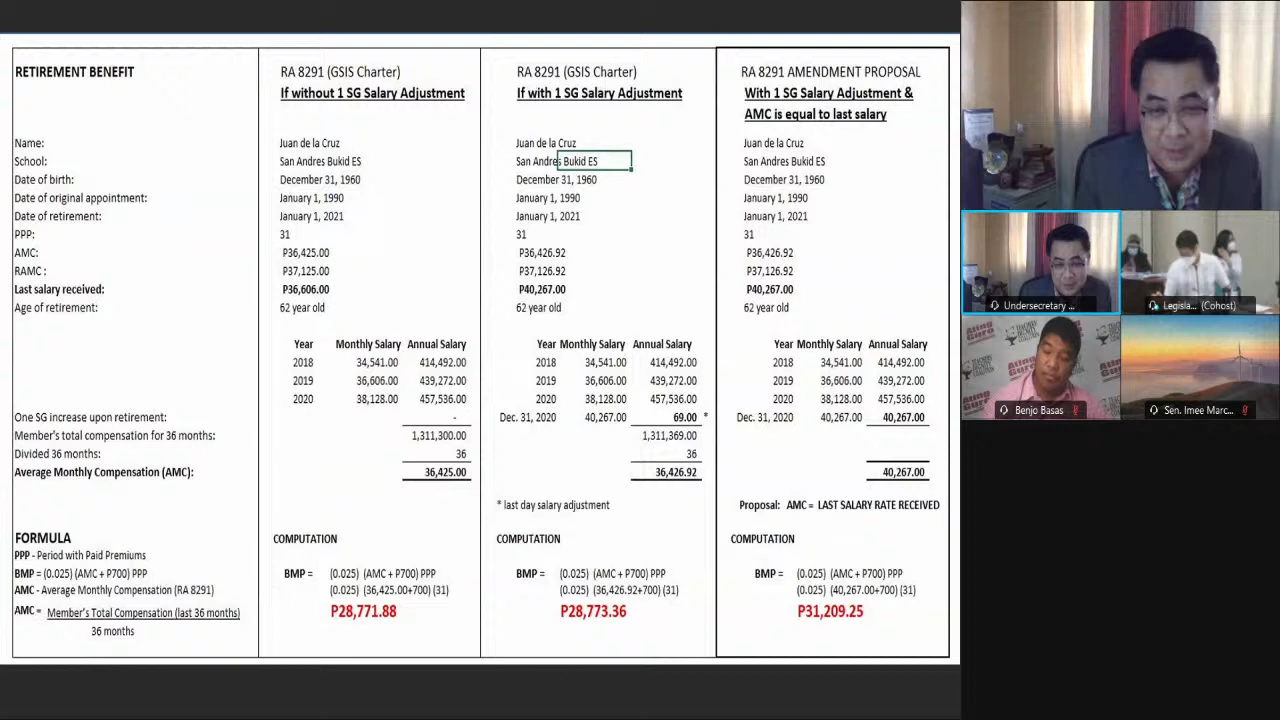 RETIREMENT BENEFIT
RA 8291 (GSIS Charter)
If without 1 SG Salary Adjustment
RA 8291 (GSIS Charter)
If with 1 SG Salary Adjustment
RA 8291 AMENDMENT PROPOSAL
With 1 SG Salary Adjustment &
AMC is equal to last salary
Name: Juan de la Cruz Juan de la Cruz Juan de la Cruz
School: San Andres Bukid ES San Andres Bukid ES San Andres Bukid ES
Date of birth: December 31, 1960 December 31, 1960 December 31, 1960
Date of original appointment: January 1, 1990 January 1, 1990 January 1, 1990
Date of retirement: January 1, 2021 January 1, 2021 January 1, 2021
PPP: 31 31 31
AMC: P36,425.00 P36,426.92 P36,426.92
RAMC : P37,125.00 P37,126.92 P37,126.92
Last salary received: P36,606.00 P40,267.00 P40,267.00
Age of retirement: 62 year old 62 year old 62 year old
Year Monthly Salary Annual Salary Year Monthly Salary Annual Salary Year Monthly Salary Annual Salary
2018 34,541.00 414,492.00 2018 34,541.00 414,492.00 2018 34,541.00 414,492.00
2019 36,606.00 439,272.00 2019 36,606.00 439,272.00 2019 36,606.00 439,272.00
2020 38,128.00 457,536.00 2020 38,128.00 457,536.00 2020 38,128.00 457,536.00
One SG increase upon retirement: - Dec. 31, 2020 40,267.00 69.00 * Dec. 31, 2020 40,267.00 40,267.00
Member's total compensation for 36 months: 1,311,300.00 1,311,369.00
Divided 36 months: 36 36
Average Monthly Compensation (AMC): 36,425.00 36,426.92 40,267.00
* last day salary adjustment
Proposal: AMC = LAST SALARY RATE RECEIVED
FORMULA
PPP - Period with Paid Premiums
BMP = (0.025) (AMC + P700) PPP
AMC - Average Monthly Compensation (RA 8291)
AMC = Member's Total Compensation (last 36 months)
36 months
COMPUTATION
BMP = (0.025) (AMC + P700) PPP
(0.025) (36,425.00+700) (31)
P28,771.88
COMPUTATION
BMP = (0.025) (AMC + P700) PPP
(0.025) (36,426.92+700) (31)
P28,773.36
COMPUTATION
BMP = (0.025) (AMC + P700) PPP
(0.025) (40,267.00+700) (31)
P31,209.25
Undersecretary ...
Legisla... (Cohost)
Ating
Guro
TEACHERS
DIGNITY
COALITION
Ating
Guro
Benjo Basas
Sen. Imee Marc...